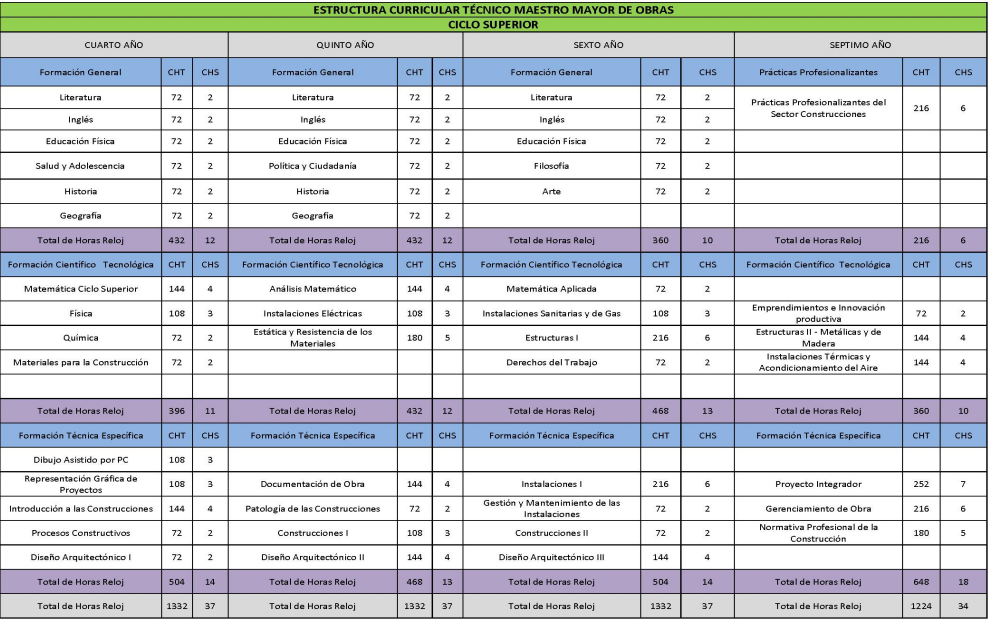 ESTRUCTURA CURRICULAR TÉCNICO MAESTRO MAYOR DE OBRAS
CICLO SUPERIOR
CUARTO AÑO QUINTO AÑO SEXTO AÑO SEPTIMO AÑO
Formación General CHT CHS Formación General CHT CHS Formación General CHT CHS Prácticas Profesionalizantes CHT CHS
Literatura 72 2 Literatura 72 2 Literatura 72 2 Prácticas Profesionalizantes del Sector Construcciones 216 6
Inglés 72 2 Inglés 72 2 Inglés 72 2
Educación Física 72 2 Educación Física 72 2 Educación Física 72 2
Salud y Adolescencia 72 2 Política y Ciudadanía 72 2 Filosofía 72 2
Historia 72 2 Historia 72 2 Arte 72 2
Geografía 72 2 Geografía 72 2
Total de Horas Reloj 432 12 Total de Horas Reloj 432 12 Total de Horas Reloj 360 10 Total de Horas Reloj 216 6
Formación Científico Tecnológica CHT CHS Formación Científico Tecnológica CHT CHS Formación Científico Tecnológica CHT CHS Formación Científico Tecnológica CHT CHS
Matemática Ciclo Superior 144 4 Análisis Matemático 144 4 Matemática Aplicada 72 2
Física 108 3 Instalaciones Eléctricas 108 3 Instalaciones Sanitarias y de Gas 108 3 Emprendimientos e Innovación productiva 72 2
Química 72 2 Estática y Resistencia de los Materiales 180 5 Estructuras I 216 6 Estructuras II - Metálicas y de Madera 144 4
Materiales para la Construcción 72 2 Derechos del Trabajo 72 2 Instalaciones Térmicas y Acondicionamiento del Aire 144 4
Total de Horas Reloj 396 11 Total de Horas Reloj 432 12 Total de Horas Reloj 468 13 Total de Horas Reloj 360 10
Formación Técnica Específica CHT CHS Formación Técnica Específica CHT CHS Formación Técnica Específica CHT CHS Formación Técnica Específica CHT CHS
Dibujo Asistido por PC 108 3
Representación Gráfica de Proyectos 108 3 Documentación de Obra 144 4 Instalaciones I 216 6 Proyecto Integrador 252 7
Introducción a las Construcciones 144 4 Patología de las Construcciones 72 2 Gestión y Mantenimiento de las Instalaciones 72 2 Gerenciamiento de Obra 216 6
Procesos Constructivos 72 2 Construcciones I 108 3 Construcciones II 72 2 Normativa Profesional de la Construcción 180 5
Diseño Arquitectónico I 72 2 Diseño Arquitectónico II 144 4 Diseño Arquitectónico III 144 4
Total de Horas Reloj 504 14 Total de Horas Reloj 468 13 Total de Horas Reloj 504 14 Total de Horas Reloj 648 18
Total de Horas Reloj 1332 37 Total de Horas Reloj 1332 37 Total de Horas Reloj 1332 37 Total de Horas Reloj 1224 34